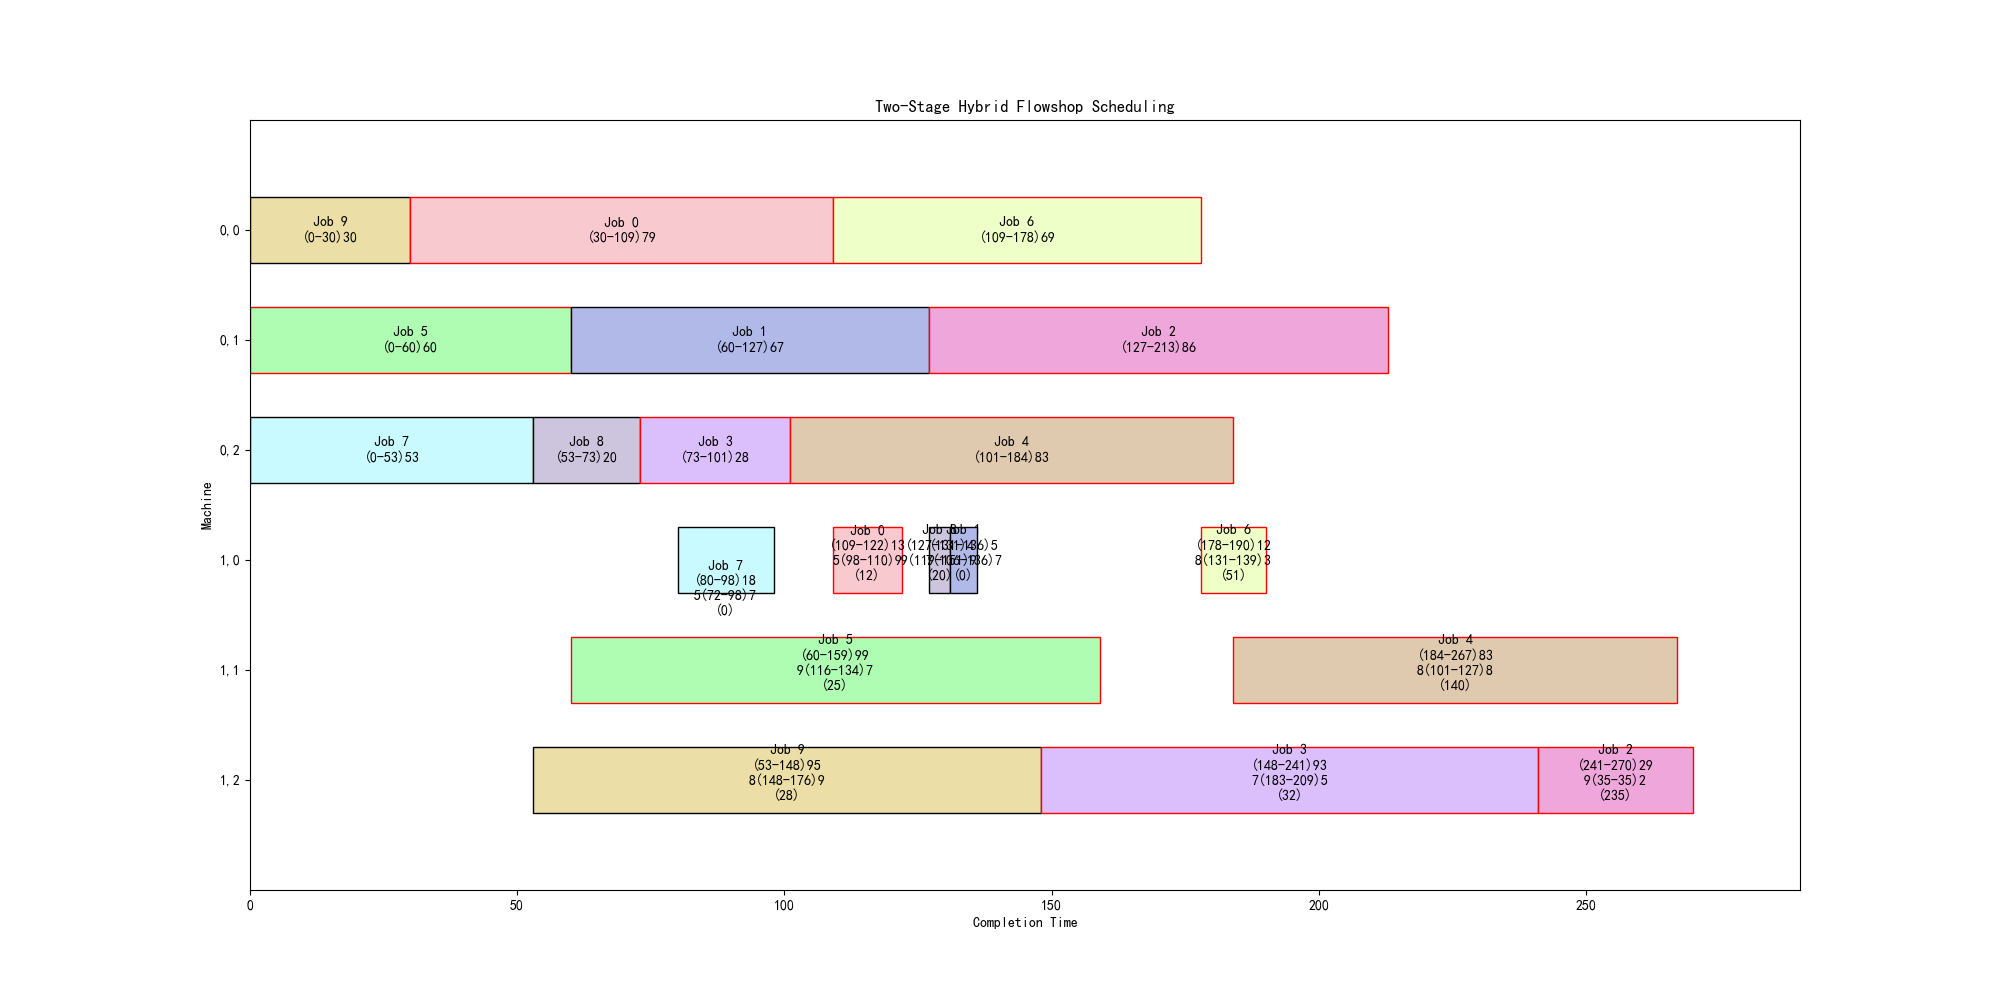 Two-Stage Hybrid Flowshop Scheduling
0,0
Job 9
(0-30)30
Job 0
(30-109)79
Job 6
(109-178)69
0,1
Job 5
(0-60)60
Job 1
(60-127)67
Job 2
(127-213)86
0,2
Job 7
(0-53)53
Job 8
(53-73)20
Job 3
(73-101)28
Job 4
(101-184)83
Machine
1,0
Job 7
(80-98)18
5(72-98)7
(0)
Job 0
(109-122)13
5(98-110)9
(12)
(20)
(0)
Job 6
(178-190)12
8(131-139)3
(51)
1,1
Job 5
(60-159)99
9(116-134)7
(25)
Job 4
(184-267)83
8(101-127)8
(140)
1,2
Job 9
(53-148)95
8(148-176)9
(28)
Job 3
(148-241)93
7(183-209)5
(32)
Job 2
(241-270)29
9(35-35)2
(235)
0
50
100
150
200
250
Completion Time